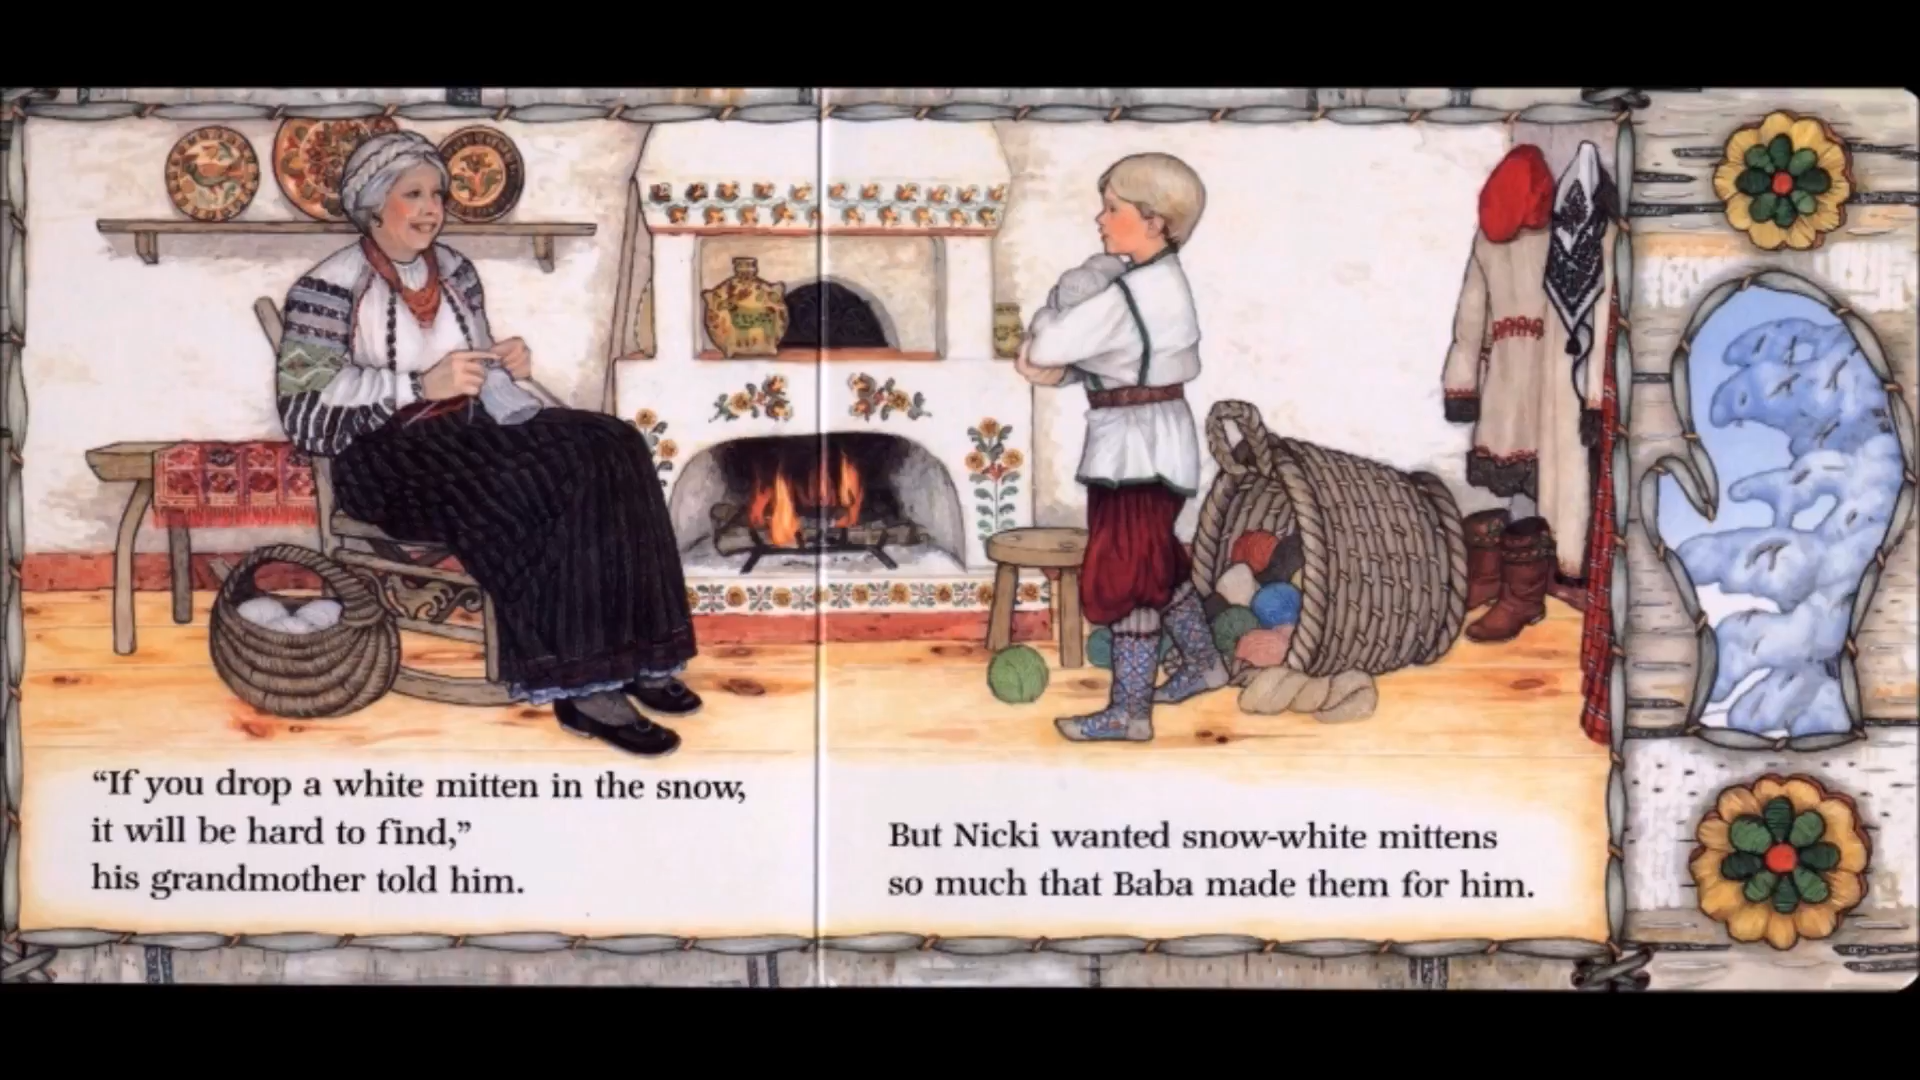 “If you drop a white mitten in the snow,
it will be hard to find,”
his grandmother told him.
But Nicki wanted snow-white mittens
so much that Baba made them for him.